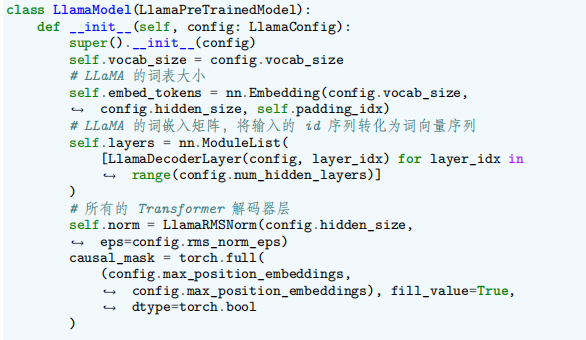 class LlamaModel(LlamaPreTrainedModel):
    def __init__(self, config: LlamaConfig):
        super().__init__(config)
        self.vocab_size = config.vocab_size
        # LLaMA 的词表大小
        self.embed_tokens = nn.Embedding(config.vocab_size,
        ↪ config.hidden_size, self.padding_idx)
        # LLaMA 的词嵌入矩阵，将输入的 id 序列转化为词向量序列
        self.layers = nn.ModuleList(
            [LlamaDecoderLayer(config, layer_idx) for layer_idx in
            ↪ range(config.num_hidden_layers)]
        )
        # 所有的 Transformer 解码器层
        self.norm = LlamaRMSNorm(config.hidden_size,
        ↪ eps=config.rms_norm_eps)
        causal_mask = torch.full(
            (config.max_position_embeddings,
            ↪ config.max_position_embeddings), fill_value=True,
            ↪ dtype=torch.bool
        )